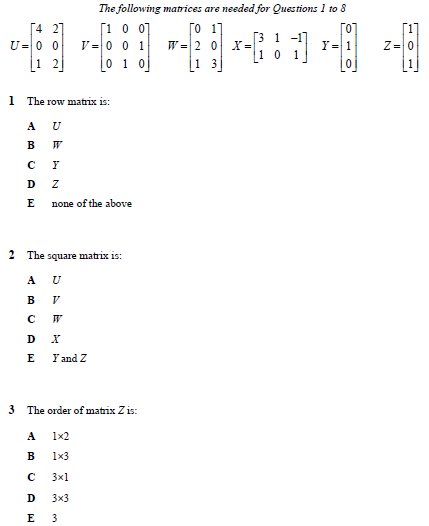 The following matrices are needed for Questions 1 to 8
U = [4 2; 0 0; 1 2] V = [1 0 0; 0 0 1; 0 1 0] W = [0 1; 2 0; 1 3] X = [3 1 -1; 1 0 1] Y = [0; 1; 0] Z = [1; 0; 1]
1 The row matrix is:
A U
B W
C Y
D Z
E none of the above
2 The square matrix is:
A U
B V
C W
D X
E Y and Z
3 The order of matrix Z is:
A 1×2
B 1×3
C 3×1
D 3×3
E 3